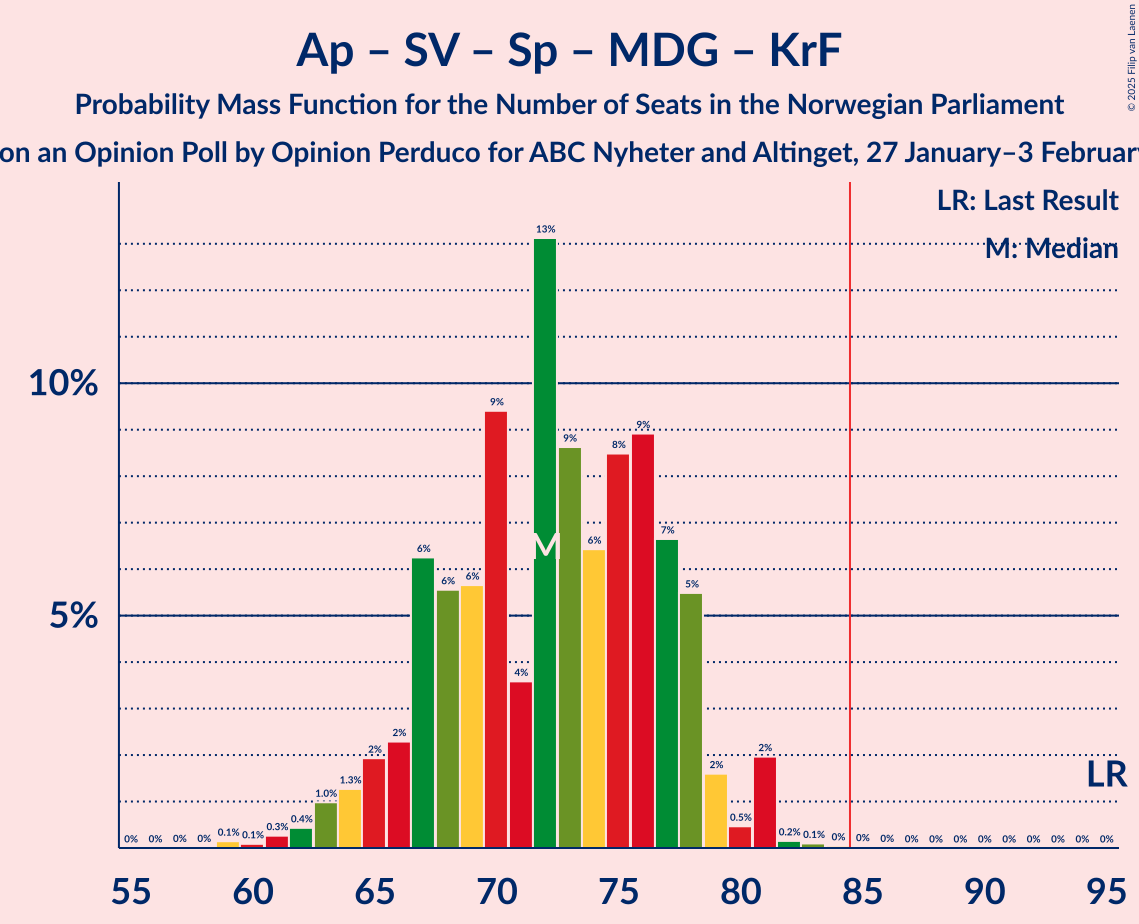 Ap – SV – Sp – MDG – KrF
Probability Mass Function for the Number of Seats in the Norwegian Parliament
on an Opinion Poll by Opinion Perduco for ABC Nyheter and Altinget, 27 January–3 February
© 2025 Filip van Laenen
LR: Last Result
M: Median
13%
10%
9% 9%
9% 8%
7%
6% 6% 6% 6% 5%
M
5%
4%
2% 2% 2% 2%
LR
1.0% 1.3%
0% 0% 0% 0% 0.1% 0.1% 0.3% 0.4% 0.5% 0.2% 0.1% 0% 0% 0% 0% 0% 0% 0% 0% 0% 0% 0% 0%
55 60 65 70 75 80 85 90 95